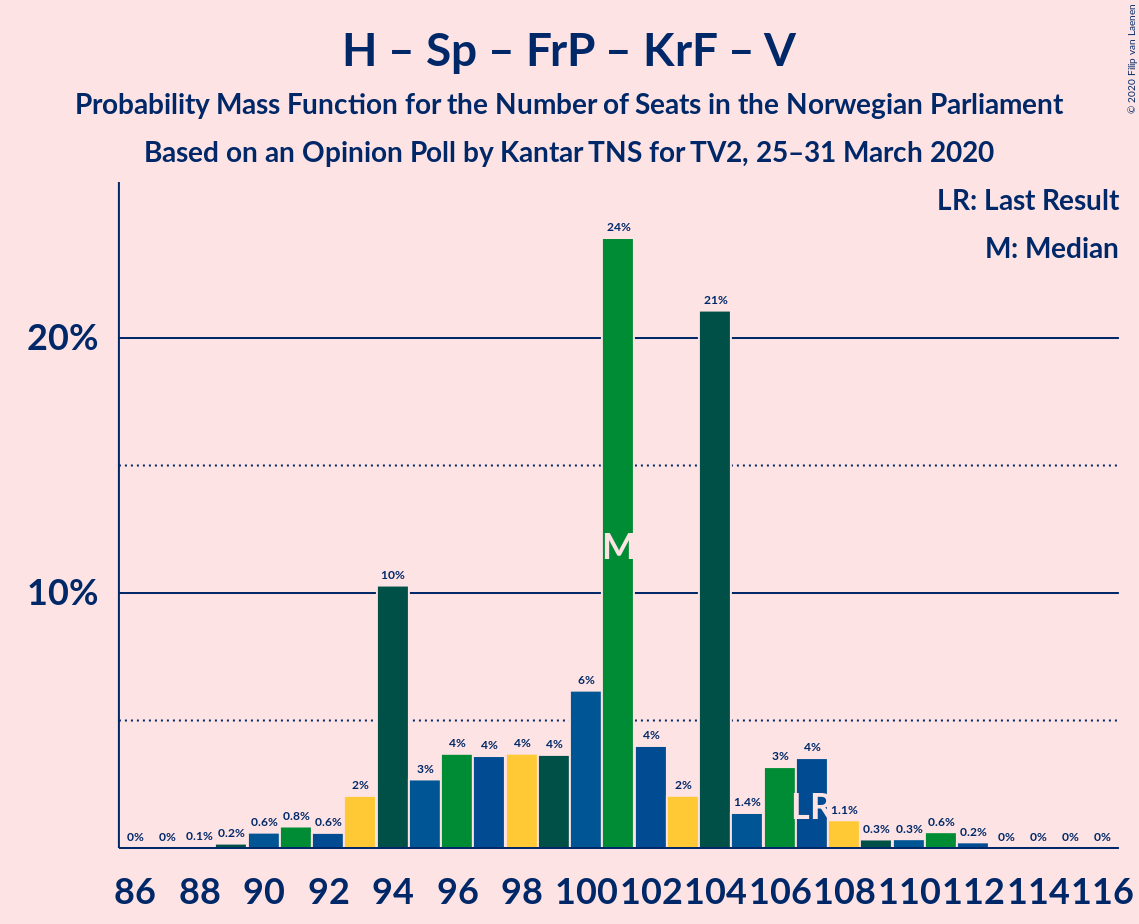 H – Sp – FrP – KrF – V
Probability Mass Function for the Number of Seats in the Norwegian Parliament
Based on an Opinion Poll by Kantar TNS for TV2, 25–31 March 2020
© 2020 Filip van Laenen
LR: Last Result
M: Median
20%
10%
0% 0% 0.1% 0.2% 0.6% 0.8% 0.6% 2% 10% 3% 4% 4% 4% 4% 6% 24% 4% 2% 21% 1.4% 3% 4% 1.1% 0.3% 0.3% 0.6% 0.2% 0% 0% 0% 0%
M
LR
86 88 90 92 94 96 98 100 102 104 106 108 110 112 114 116